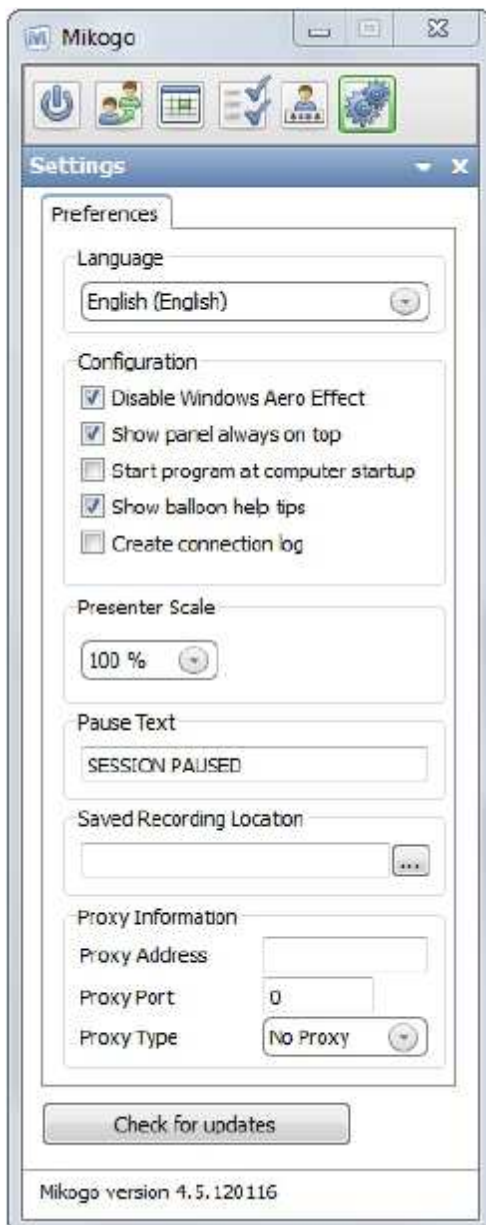 Mikogo
Settings
Preferences
Language
English (English)
Configuration
Disable Windows Aero Effect
Show panel always on top
Start program at computer startup
Show balloon help tips
Create connection log
Presenter Scale
100 %
Pause Text
SESSION PAUSED
Saved Recording Location
...
Proxy Information
Proxy Address
Proxy Port 0
Proxy Type No Proxy
Check for updates
Mikogo version 4.5.120116